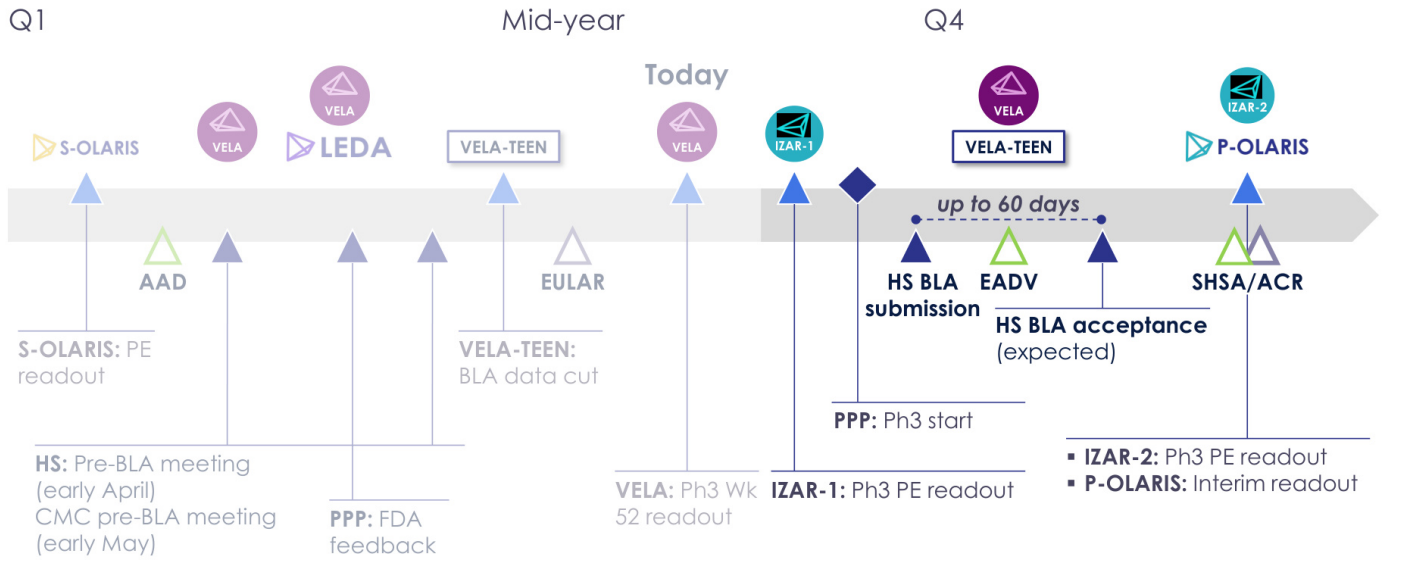 Q1
Mid-year
Q4
Today
VELA
VELA
VELA
IZAR-1
VELA
IZAR-2
S-OLARIS
LEDA
VELA-TEEN
VELA-TEEN
P-OLARIS
up to 60 days
AAD
EULAR
HS BLA
submission
EADV
SHSA/ACR
HS BLA acceptance
(expected)
S-OLARIS: PE
readout
VELA-TEEN:
BLA data cut
PPP: Ph3 start
HS: Pre-BLA meeting
(early April)
CMC pre-BLA meeting
(early May)
PPP: FDA
feedback
VELA: Ph3 Wk
52 readout
IZAR-1: Ph3 PE readout
▪ IZAR-2: Ph3 PE readout
▪ P-OLARIS: Interim readout